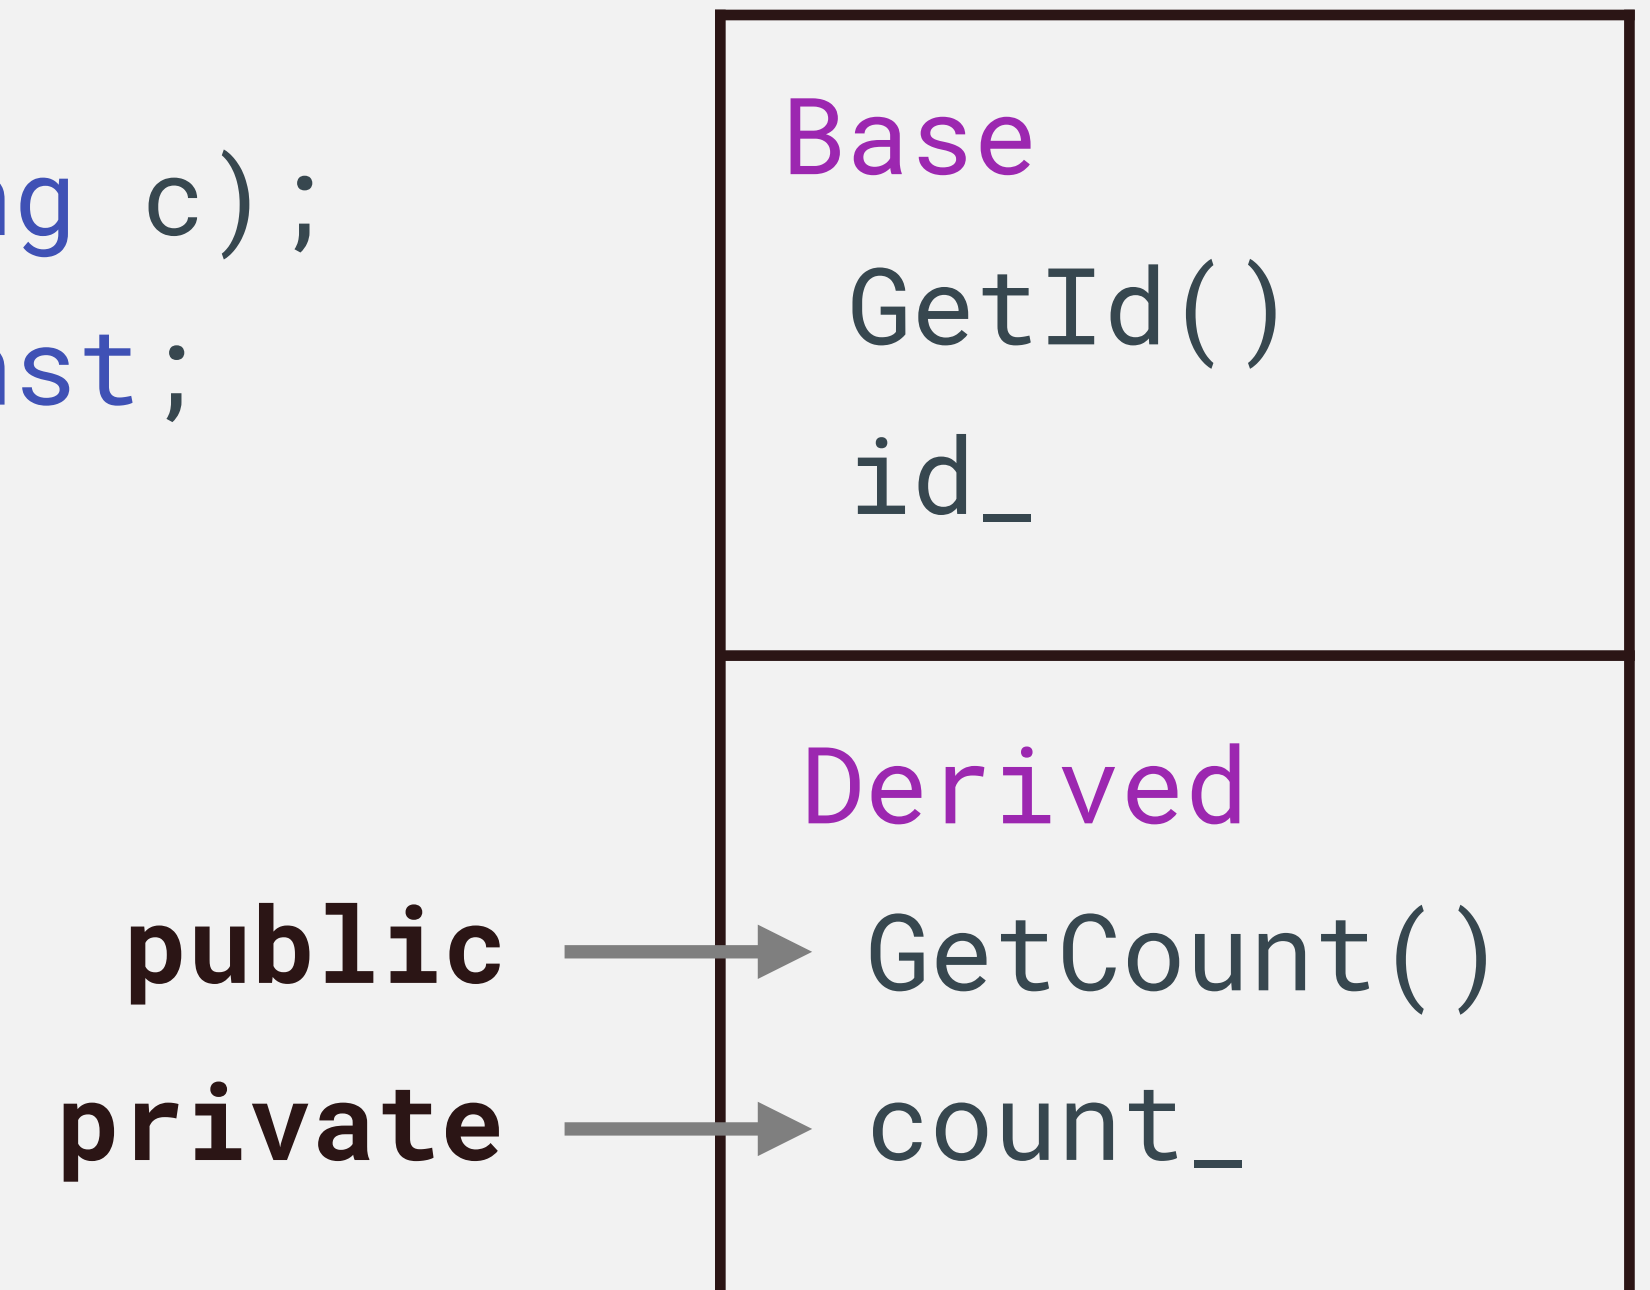 c);
Base
GetId()
id_
Derived
public GetCount()
private count_